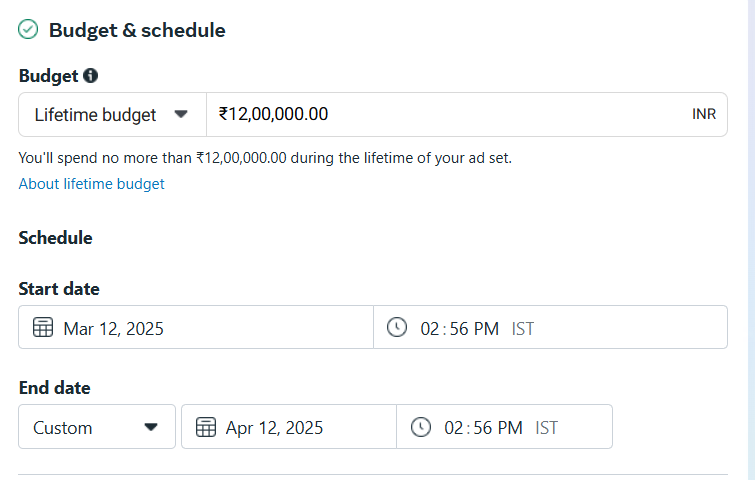 Budget & schedule
Budget
Lifetime budget ₹12,00,000.00 INR
You'll spend no more than ₹12,00,000.00 during the lifetime of your ad set.
About lifetime budget
Schedule
Start date
Mar 12, 2025 02:56 PM IST
End date
Custom Apr 12, 2025 02:56 PM IST